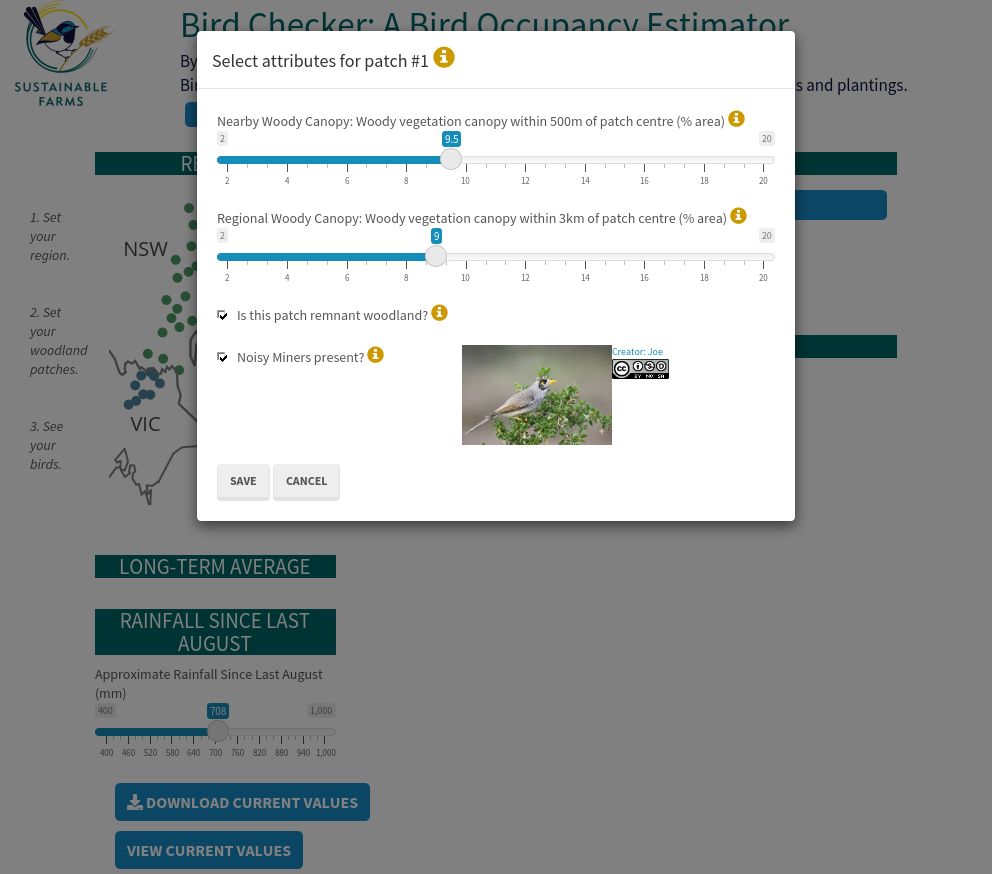 Bird Checker: A Bird Occupancy Estimator
SUSTAINABLE
FARMS
By
Bir
s and plantings.
Select attributes for patch #1
Nearby Woody Canopy: Woody vegetation canopy within 500m of patch centre (% area)
2 9.5 20
2 4 6 8 10 12 14 16 18 20
Regional Woody Canopy: Woody vegetation canopy within 3km of patch centre (% area)
2 9 20
2 4 6 8 10 12 14 16 18 20
Is this patch remnant woodland?
Noisy Miners present?
Creator: Joe
CC BY NC SA
SAVE CANCEL
RE
1. Set
your
region.
NSW
2. Set
your
woodland
patches.
VIC
3. See
your
birds.
LONG-TERM AVERAGE
RAINFALL SINCE LAST
AUGUST
Approximate Rainfall Since Last August
(mm)
400 708 1,000
400 460 520 580 640 700 760 820 880 940 1,000
DOWNLOAD CURRENT VALUES
VIEW CURRENT VALUES